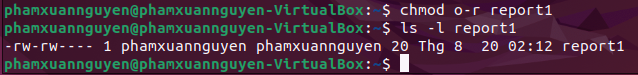 phamxuannguyen@phamxuannguyen-VirtualBox:~$ chmod o-r report1
phamxuannguyen@phamxuannguyen-VirtualBox:~$ ls -l report1
-rw-rw---- 1 phamxuannguyen phamxuannguyen 20 Thg 8  20 02:12 report1
phamxuannguyen@phamxuannguyen-VirtualBox:~$